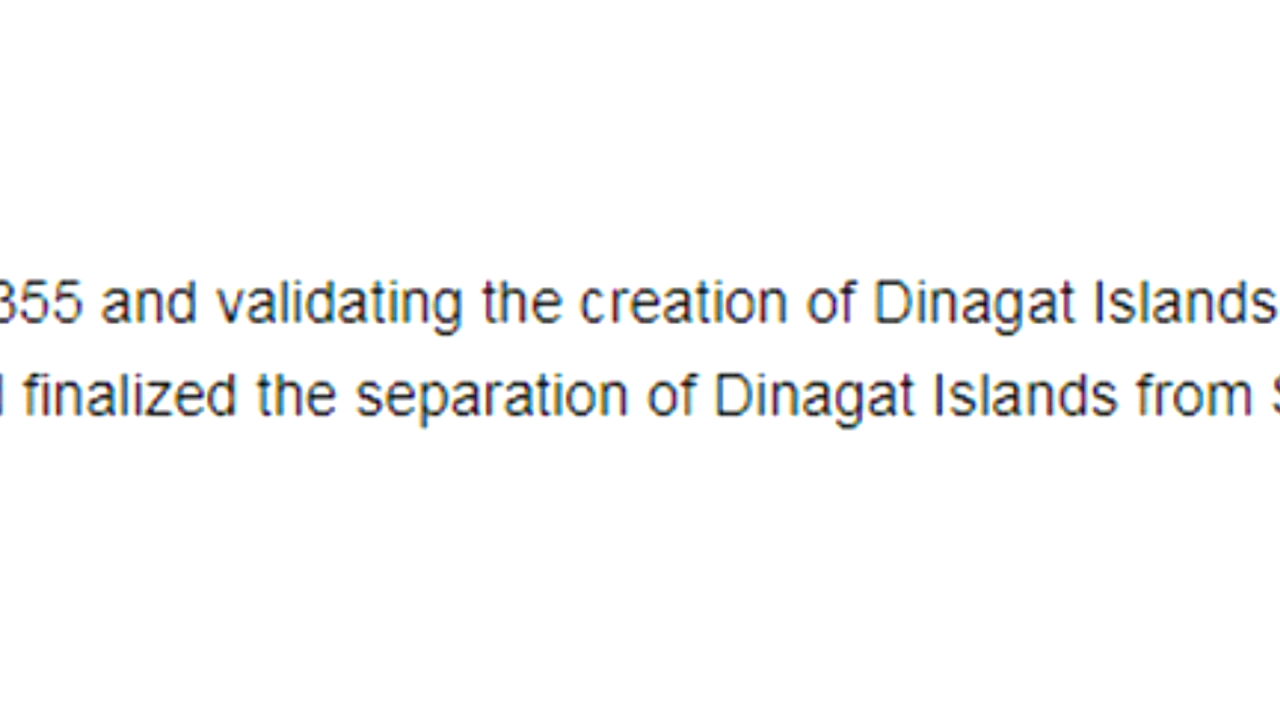 355 and validating the creation of Dinagat Islands
finalized the separation of Dinagat Islands from